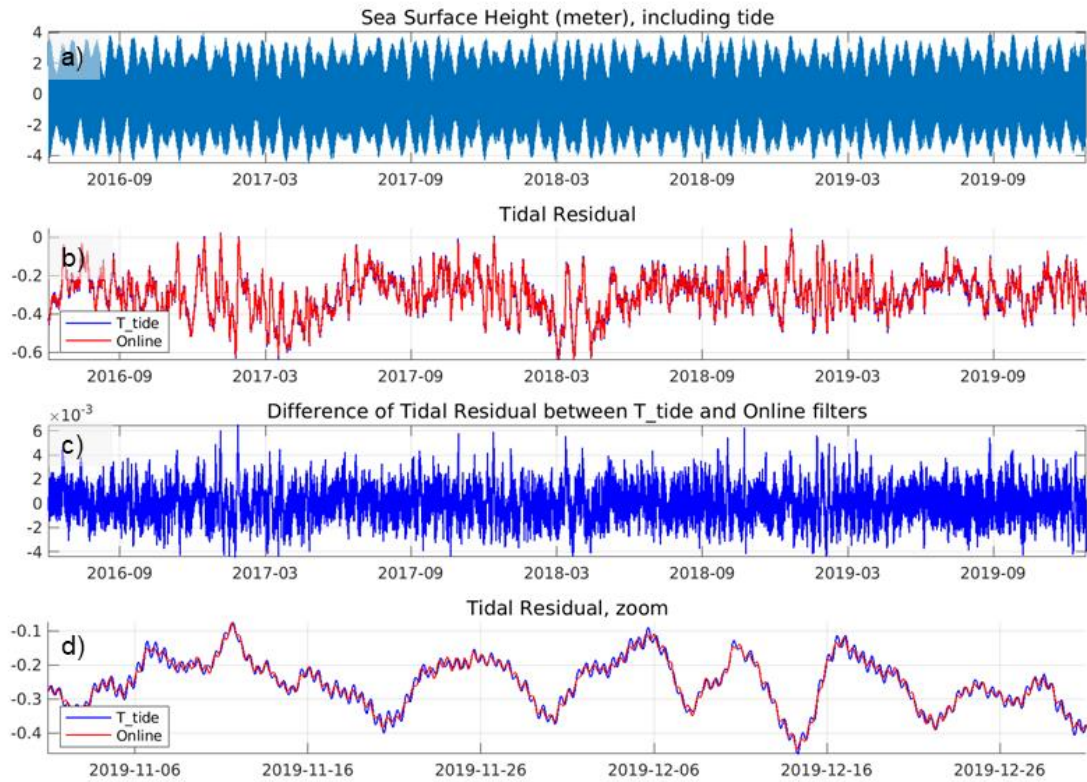 Sea Surface Height (meter), including tide
a)
4
2
0
-2
-4
2016-09 2017-03 2017-09 2018-03 2018-09 2019-03 2019-09
Tidal Residual
b)
0
-0.2
-0.4
-0.6
T_tide
Online
2016-09 2017-03 2017-09 2018-03 2018-09 2019-03 2019-09
×10⁻³ Difference of Tidal Residual between T_tide and Online filters
c)
6
4
2
0
-2
-4
2016-09 2017-03 2017-09 2018-03 2018-09 2019-03 2019-09
Tidal Residual, zoom
d)
-0.1
-0.2
-0.3
-0.4
T_tide
Online
2019-11-06 2019-11-16 2019-11-26 2019-12-06 2019-12-16 2019-12-26